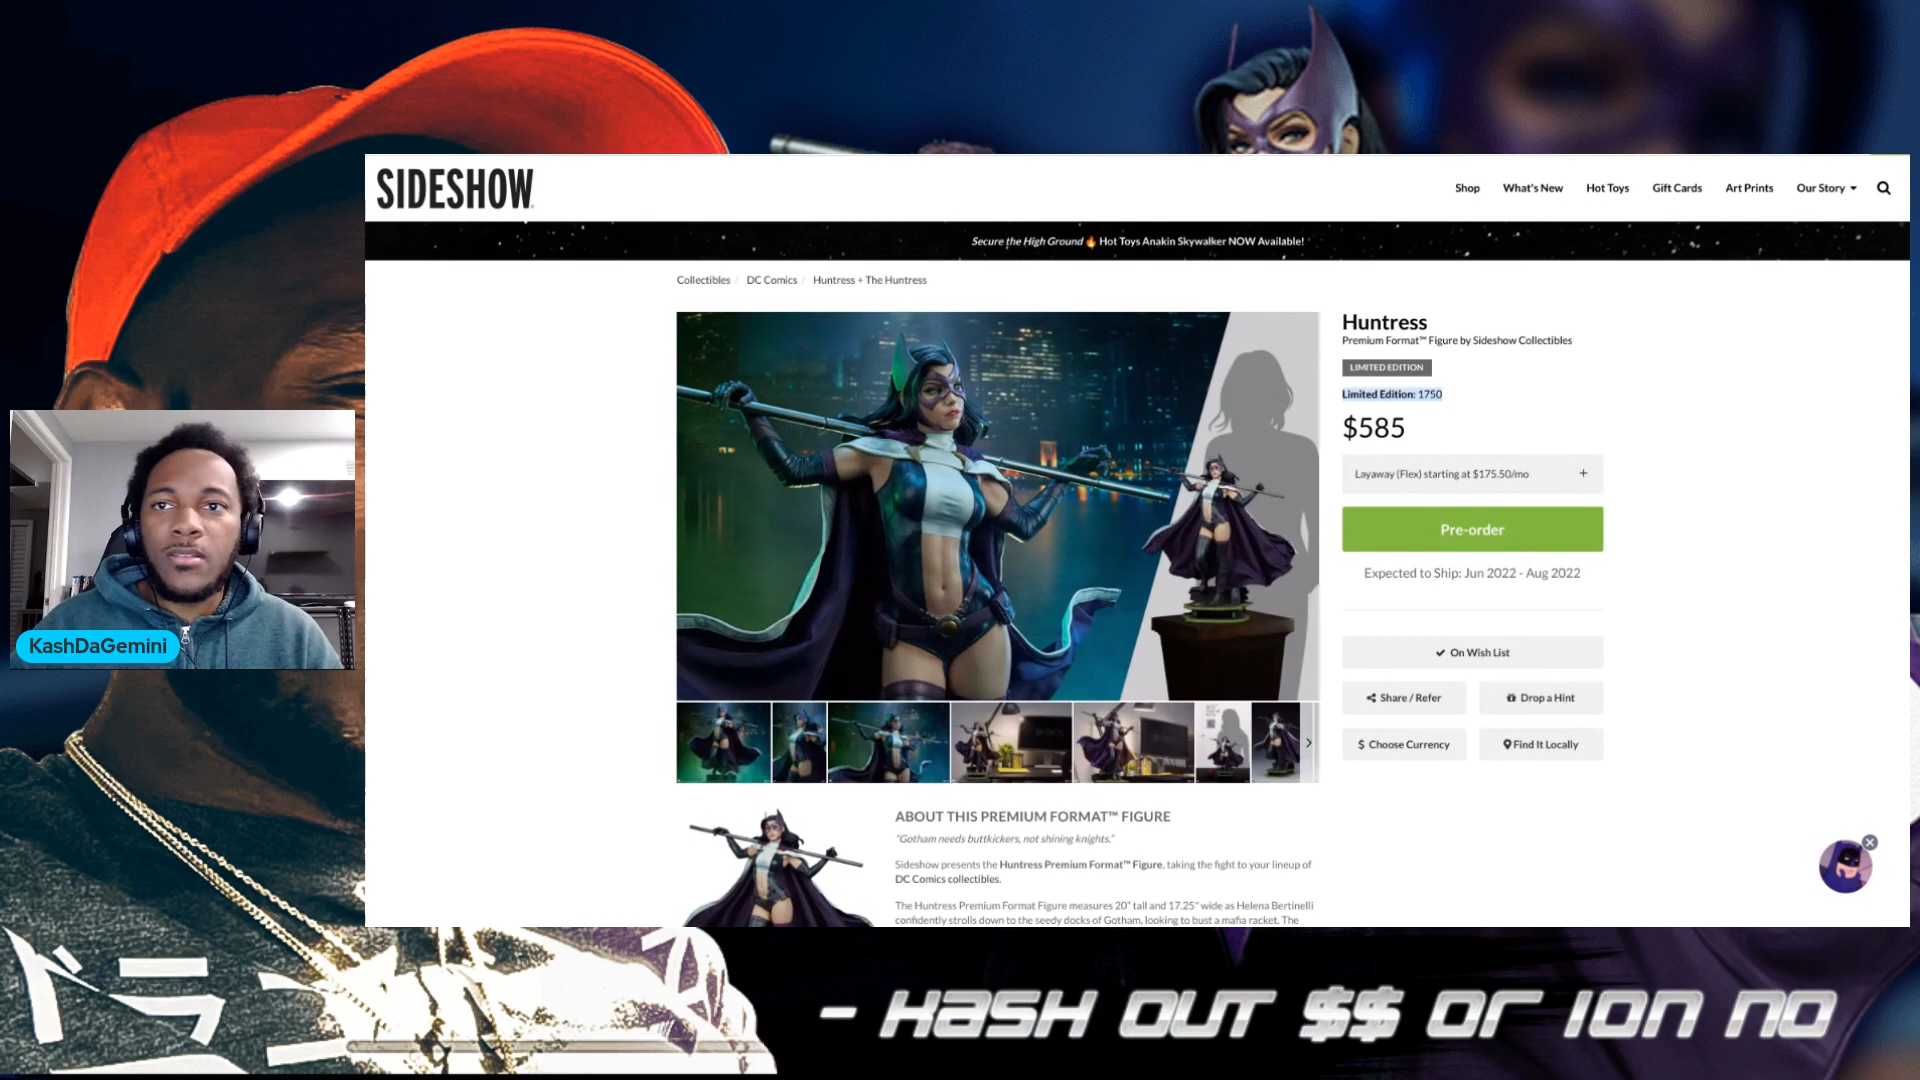 SIDESHOW
Shop What's New Hot Toys Gift Cards Art Prints Our Story
Secure the High Ground 🔥 Hot Toys Anakin Skywalker NOW Available!
Collectibles / DC Comics / Huntress + The Huntress
Huntress
Premium Format™ Figure by Sideshow Collectibles
LIMITED EDITION
Limited Edition: 1750
$585
Layaway (Flex) starting at $175.50/mo +
Pre-order
Expected to Ship: Jun 2022 - Aug 2022
On Wish List
Share / Refer
Drop a Hint
$ Choose Currency
Find It Locally
KashDaGemini
ABOUT THIS PREMIUM FORMAT™ FIGURE
"Gotham needs buttkickers, not shining knights."
Sideshow presents the Huntress Premium Format™ Figure, taking the fight to your lineup of
DC Comics collectibles.
The Huntress Premium Format Figure measures 20" tall and 17.25" wide as Helena Bertinelli
confidently strolls down to the seedy docks of Gotham, looking to bust a mafia racket. The
ドラ
- KASH OUT $$ OR ION NO